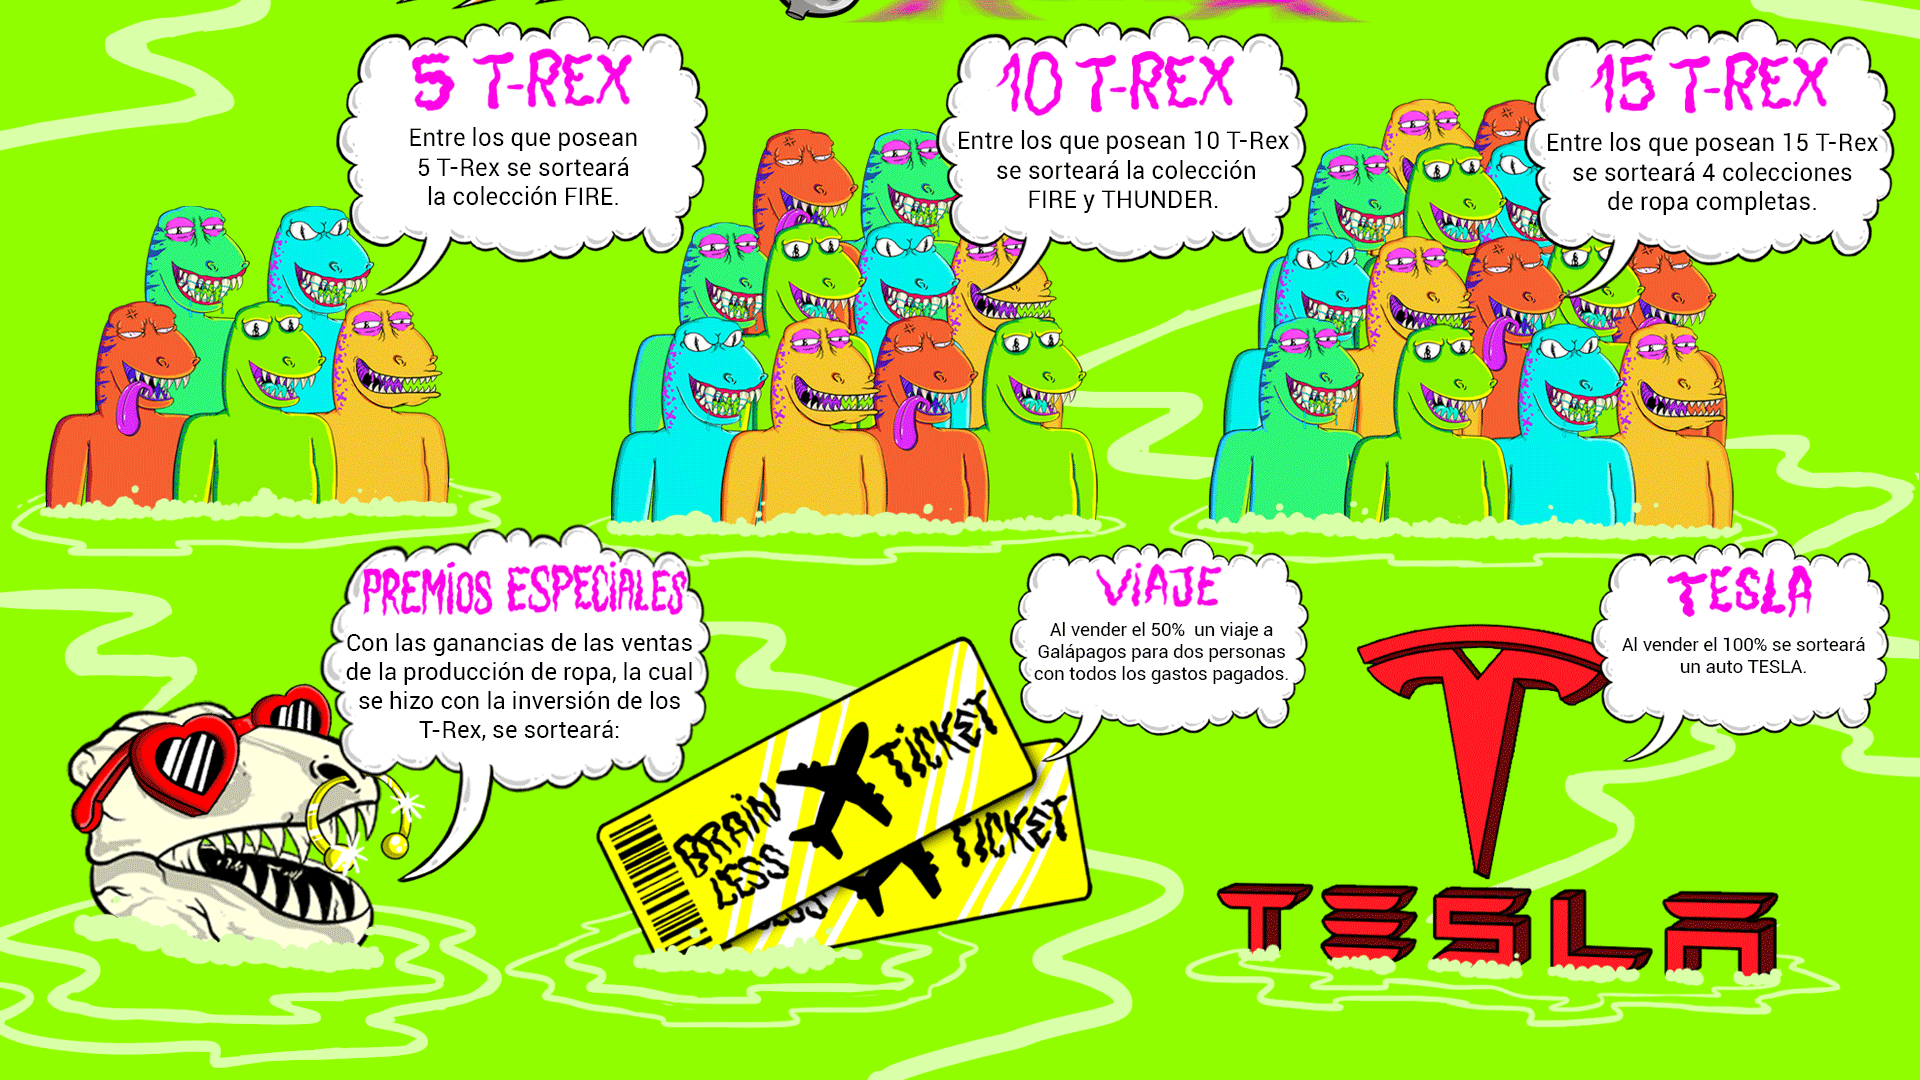 5 T-REX
Entre los que posean
5 T-Rex se sorteará
la colección FIRE.
10 T-REX
Entre los que posean 10 T-Rex
se sorteará la colección
FIRE y THUNDER.
15 T-REX
Entre los que posean 15 T-Rex
se sorteará 4 colecciones
de ropa completas.
PREMiOS ESPECiALES
Con las ganancias de las ventas
de la producción de ropa, la cual
se hizo con la inversión de los
T-Rex, se sorteará:
ViAJE
Al vender el 50% un viaje a
Galápagos para dos personas
con todos los gastos pagados.
TESLA
Al vender el 100% se sorteará
un auto TESLA.
BRAiN
LESS
TiCKET
LESS
TiCKET
TESLA